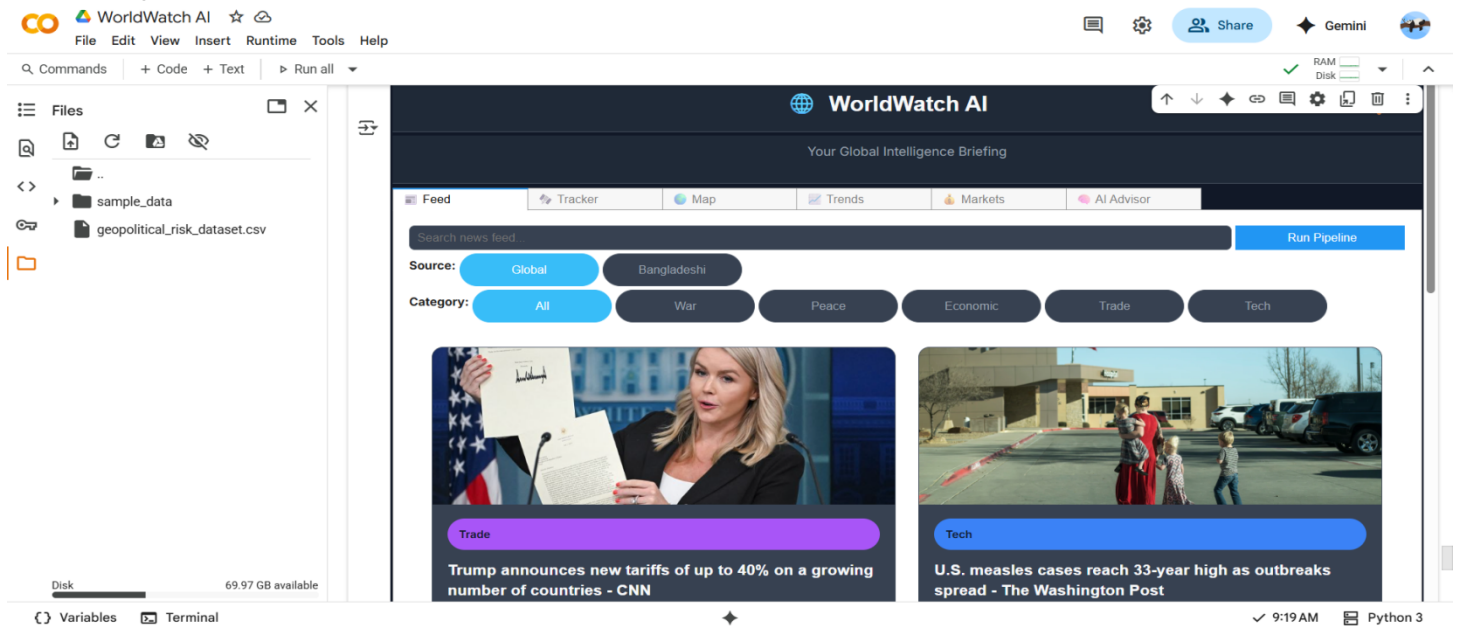 WorldWatch AI
File Edit View Insert Runtime Tools Help
Share
Gemini
Commands + Code + Text Run all
RAM
Disk
Files
..
sample_data
geopolitical_risk_dataset.csv
Disk 69.97 GB available
WorldWatch AI
Your Global Intelligence Briefing
Feed Tracker Map Trends Markets AI Advisor
Search news feed... Run Pipeline
Source: Global Bangladeshi
Category: All War Peace Economic Trade Tech
Trade
Trump announces new tariffs of up to 40% on a growing
number of countries - CNN
Tech
U.S. measles cases reach 33-year high as outbreaks
spread - The Washington Post
Variables Terminal 9:19 AM Python 3